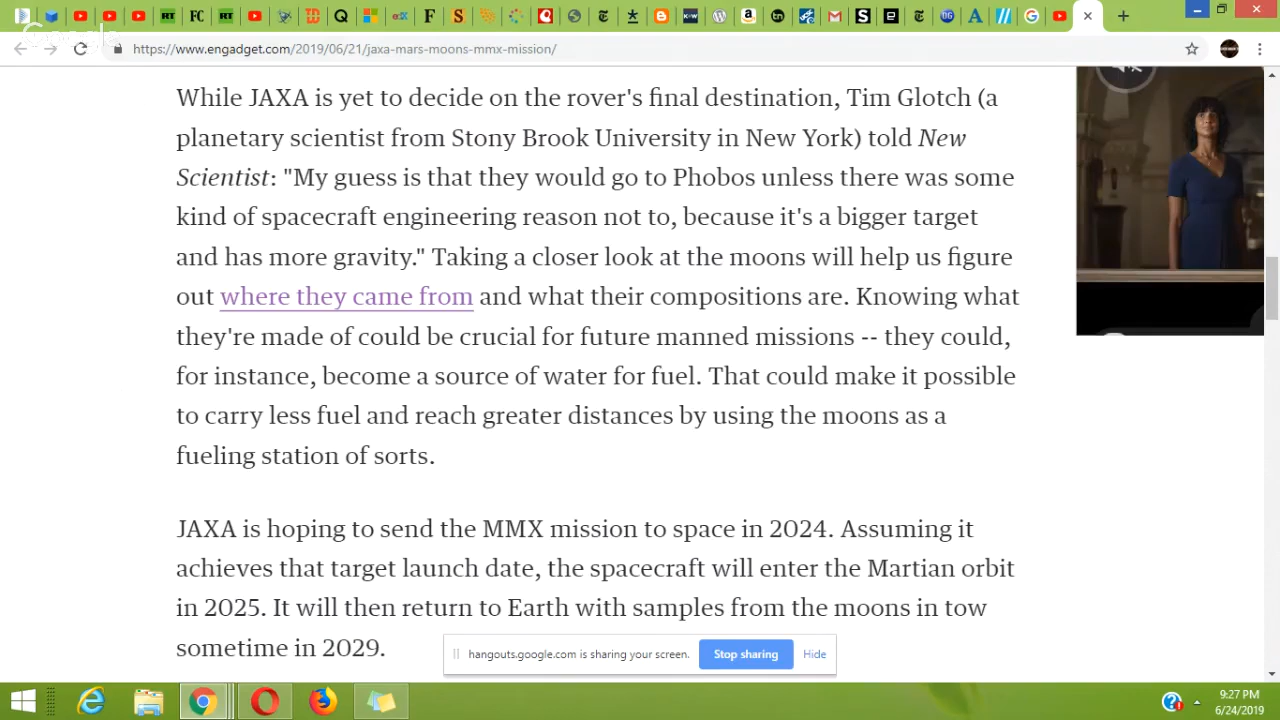 https://www.engadget.com/2019/06/21/jaxa-mars-moons-mmx-mission/
While JAXA is yet to decide on the rover's final destination, Tim Glotch (a
planetary scientist from Stony Brook University in New York) told New
Scientist: "My guess is that they would go to Phobos unless there was some
kind of spacecraft engineering reason not to, because it's a bigger target
and has more gravity." Taking a closer look at the moons will help us figure
out where they came from and what their compositions are. Knowing what
they're made of could be crucial for future manned missions -- they could,
for instance, become a source of water for fuel. That could make it possible
to carry less fuel and reach greater distances by using the moons as a
fueling station of sorts.
JAXA is hoping to send the MMX mission to space in 2024. Assuming it
achieves that target launch date, the spacecraft will enter the Martian orbit
in 2025. It will then return to Earth with samples from the moons in tow
sometime in 2029.
hangouts.google.com is sharing your screen. Stop sharing Hide
9:27 PM
6/24/2019